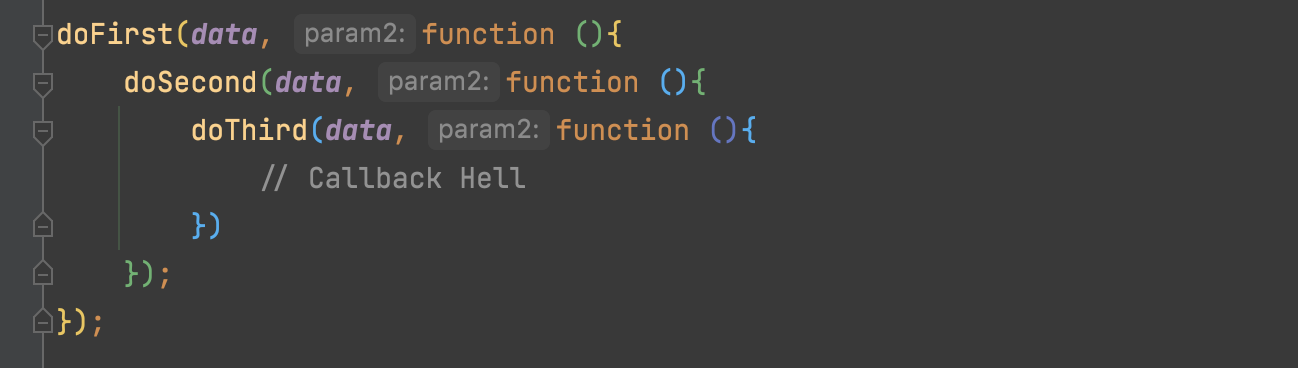 doFirst(data, param2: function (){
doSecond(data, param2: function (){
doThird(data, param2: function (){
// Callback Hell
})
});
});